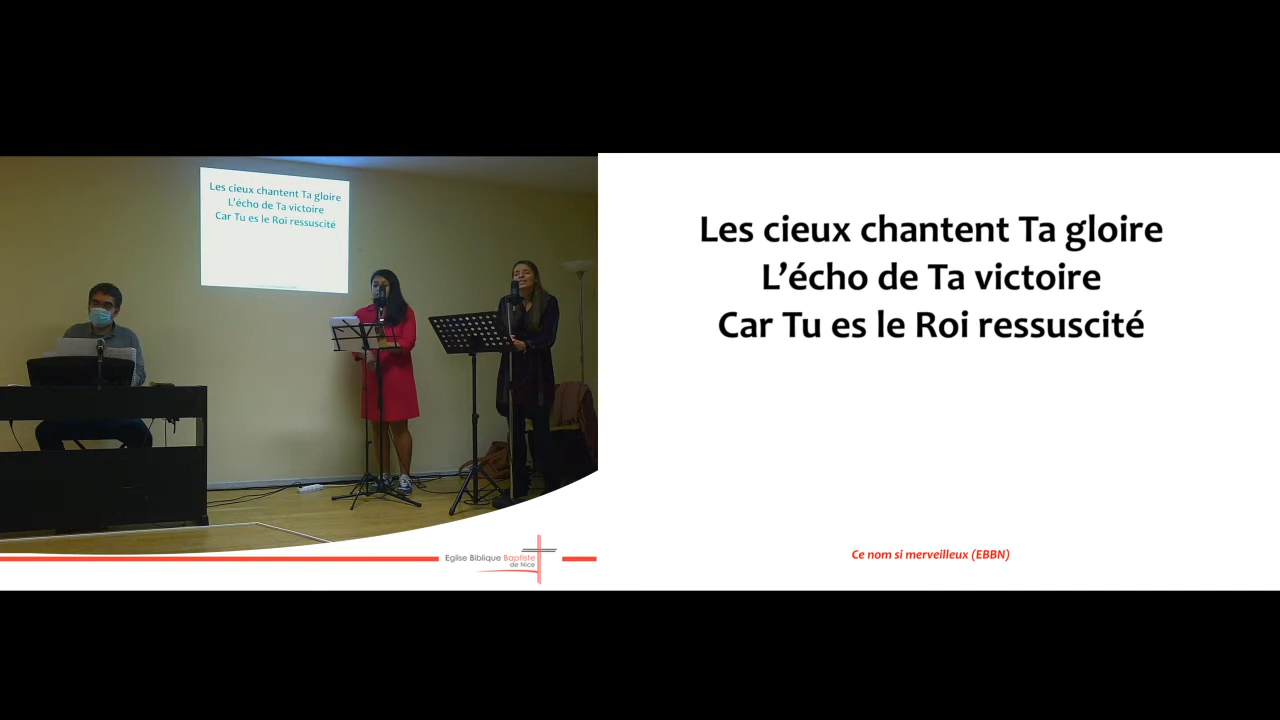 Les cieux chantent Ta gloire
L'écho de Ta victoire
Car Tu es le Roi ressuscité
Les cieux chantent Ta gloire
L'écho de Ta victoire
Car Tu es le Roi ressuscité
Eglise Biblique Baptiste
de Nice
Ce nom si merveilleux (EBBN)